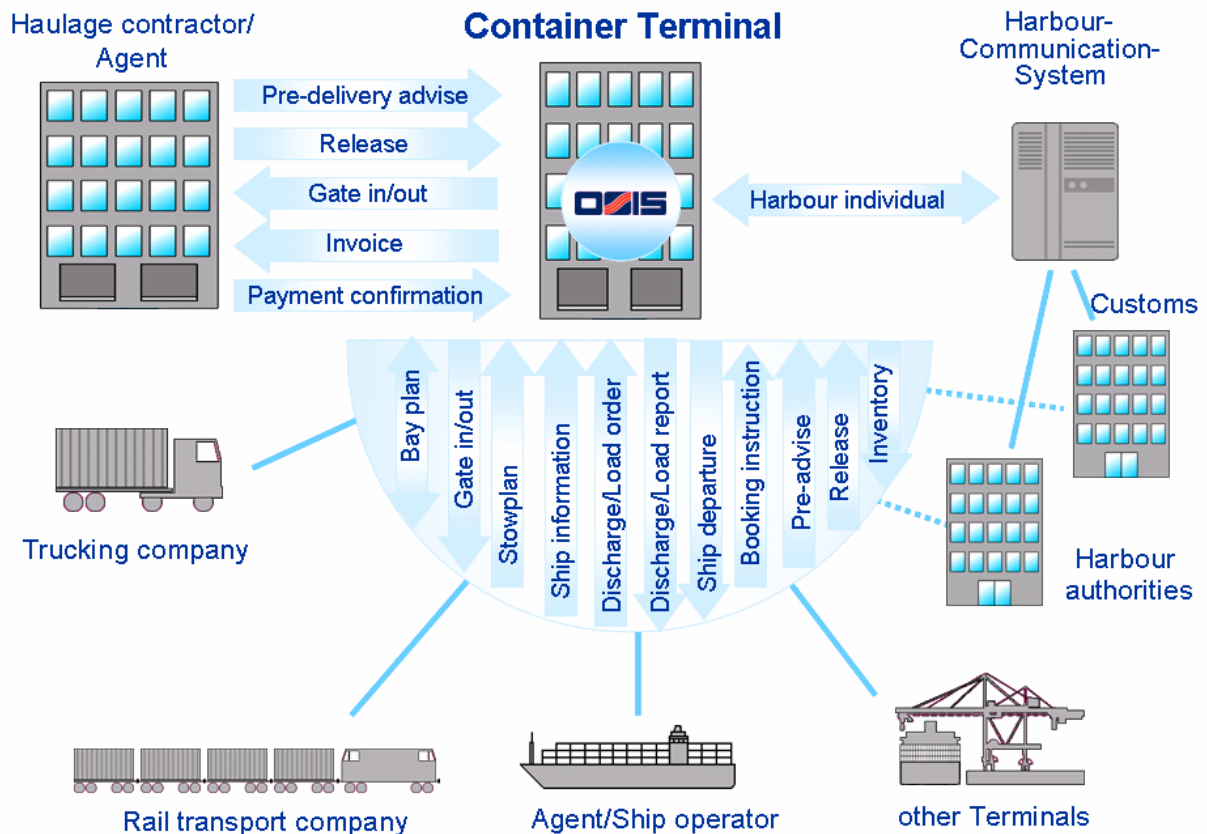 Haulage contractor/
Agent
Container Terminal
Harbour-
Communication-
System
Pre-delivery advise
Release
Gate in/out
Invoice
Payment confirmation
OSIS
Harbour individual
Customs
Bay plan
Gate in/out
Stowplan
Ship information
Discharge/Load order
Discharge/Load report
Ship departure
Booking instruction
Pre-advise
Release
Inventory
Trucking company
Harbour
authorities
Rail transport company
Agent/Ship operator
other Terminals